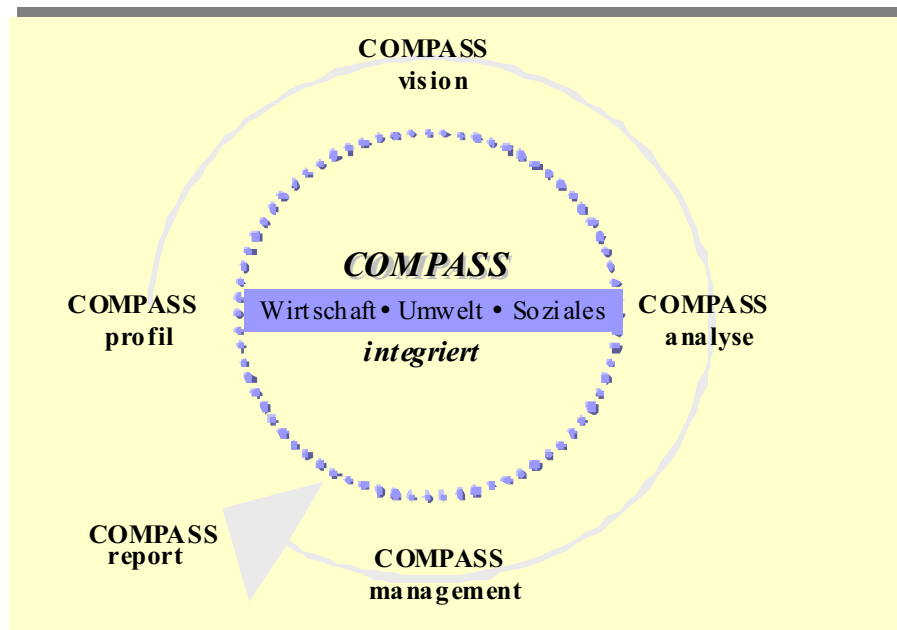 COMPASS
vision
COMPASS
Wirtschaft • Umwelt • Soziales
integriert
COMPASS
profil
COMPASS
analyse
COMPASS
report
COMPASS
management